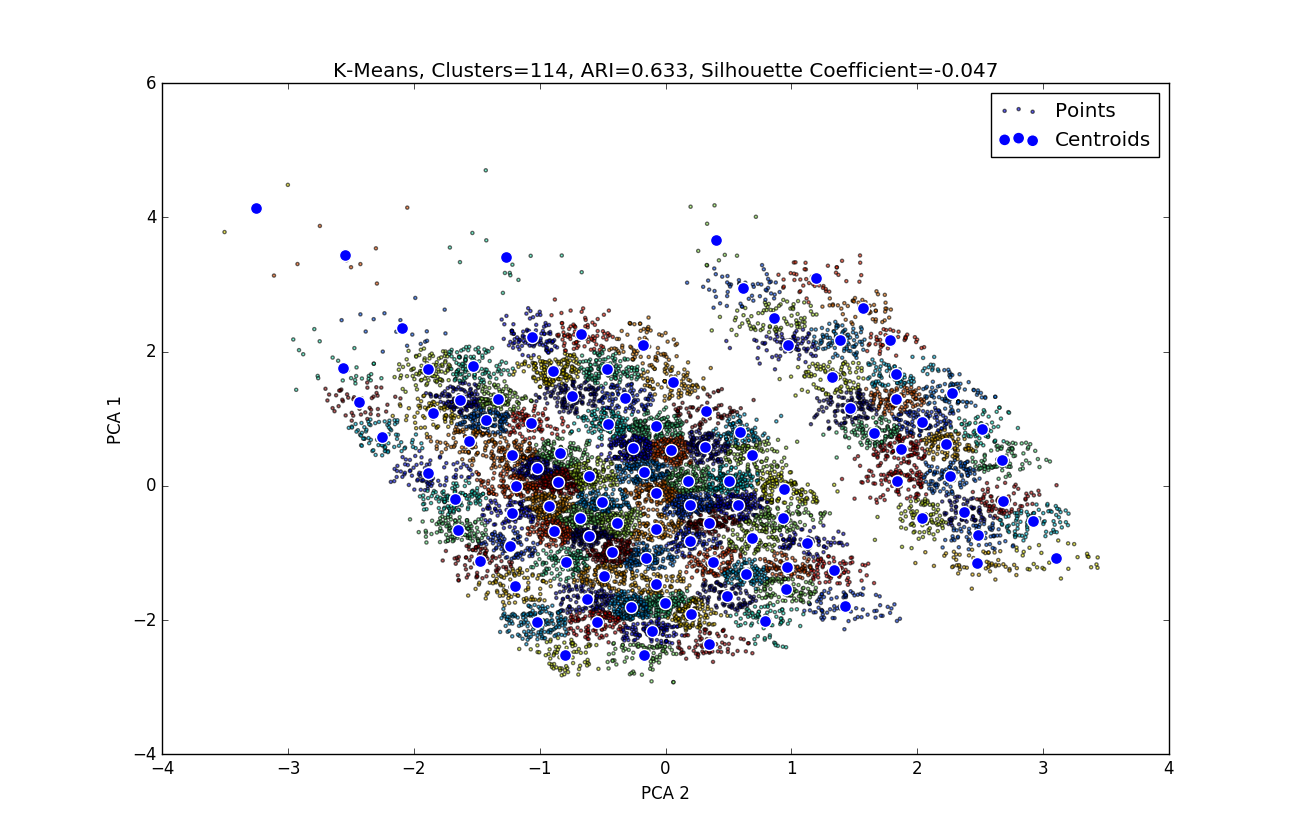 K-Means, Clusters=114, ARI=0.633, Silhouette Coefficient=-0.047
Points
Centroids
6
4
2
0
−2
−4
PCA 1
−4 −3 −2 −1 0 1 2 3 4
PCA 2